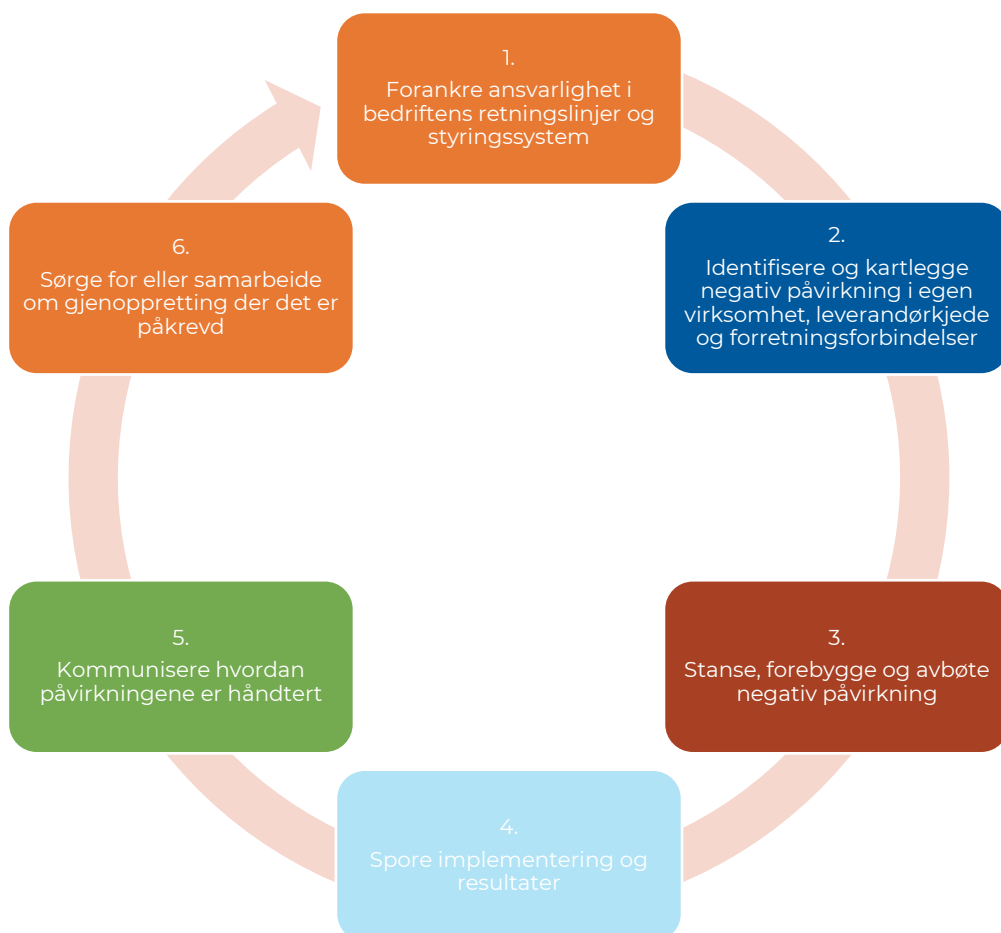 1.
Forankre ansvarlighet i
bedriftens retningslinjer og
styringssystem
2.
Identifisere og kartlegge
negativ påvirkning i egen
virksomhet, leverandørkjede
og forretningsforbindelser
3.
Stanse, forebygge og avbøte
negativ påvirkning
4.
Spore implementering og
resultater
5.
Kommunisere hvordan
påvirkningene er håndtert
6.
Sørge for eller samarbeide
om gjenoppretting der det er
påkrevd